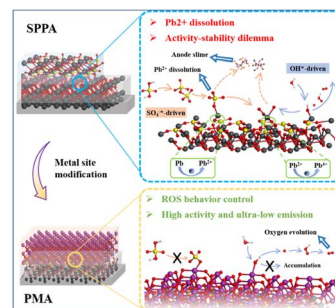 SPPA
➢ Pb2+ dissolution
➢ Activity-stability dilemma
Anode slime
Pb²⁺ dissolution
OH*-driven
SO₄*-driven
Pb Pb²⁺
Pb²⁺ Pb⁴⁺
Metal site
modification
➢ ROS behavior control
➢ High activity and ultra-low emission
Oxygen evolution
Accumulation
PMA